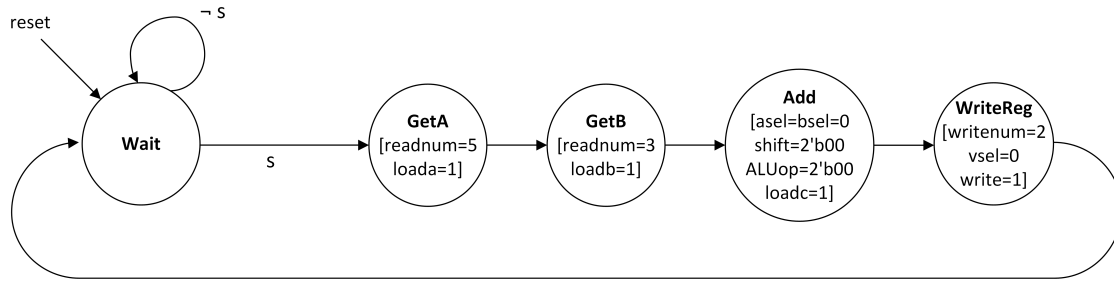 reset
¬ s
Wait
s
GetA
[readnum=5
loada=1]
GetB
[readnum=3
loadb=1]
Add
[asel=bsel=0
shift=2'b00
ALUop=2'b00
loadc=1]
WriteReg
[writenum=2
vsel=0
write=1]